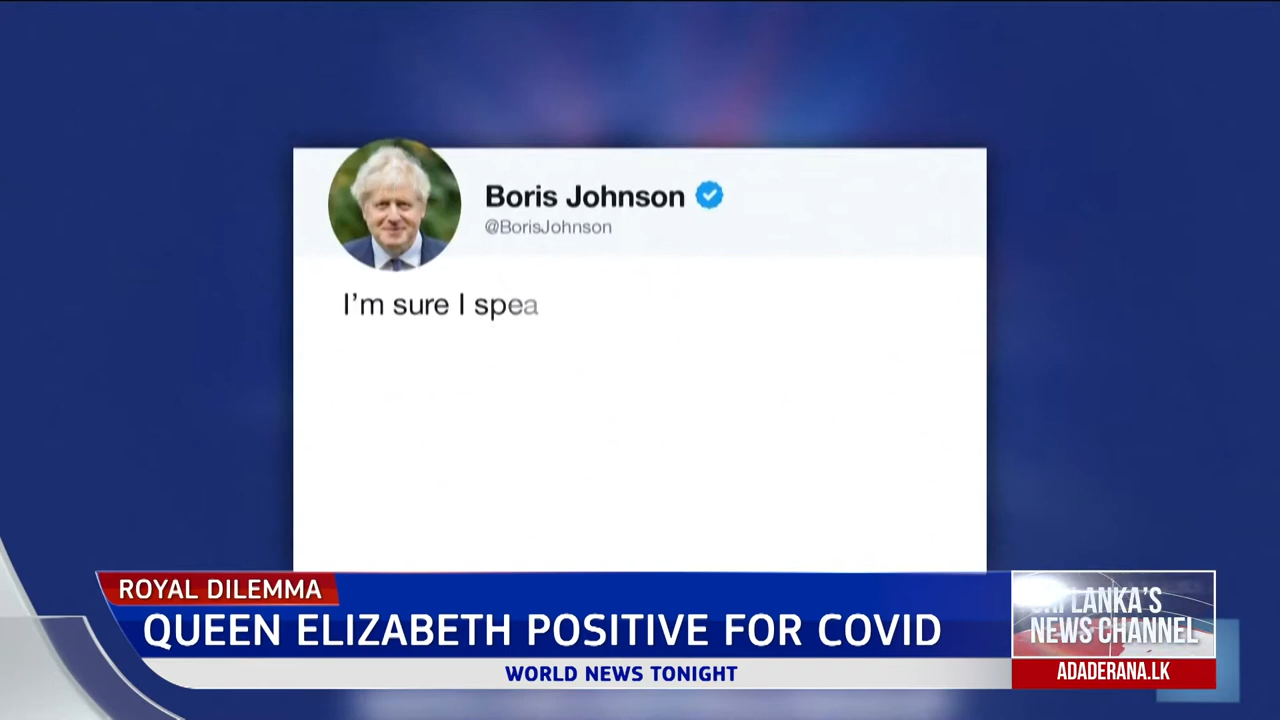 Boris Johnson
@BorisJohnson
I'm sure I spea
ROYAL DILEMMA
QUEEN ELIZABETH POSITIVE FOR COVID
WORLD NEWS TONIGHT
SRI LANKA'S
NEWS CHANNEL
ADADERANA.LK